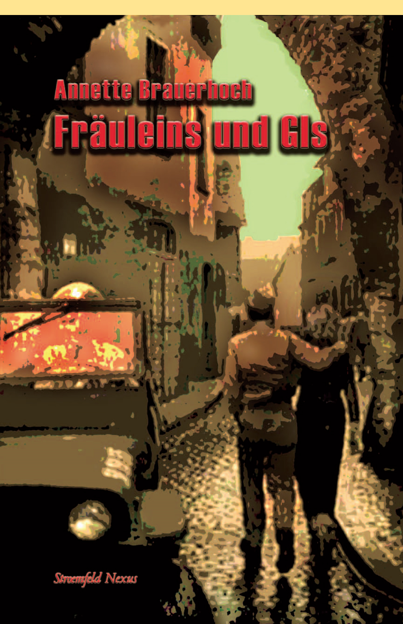 Annette Brauerhoch
Fräuleins und GIs
Stroemfeld Nexus